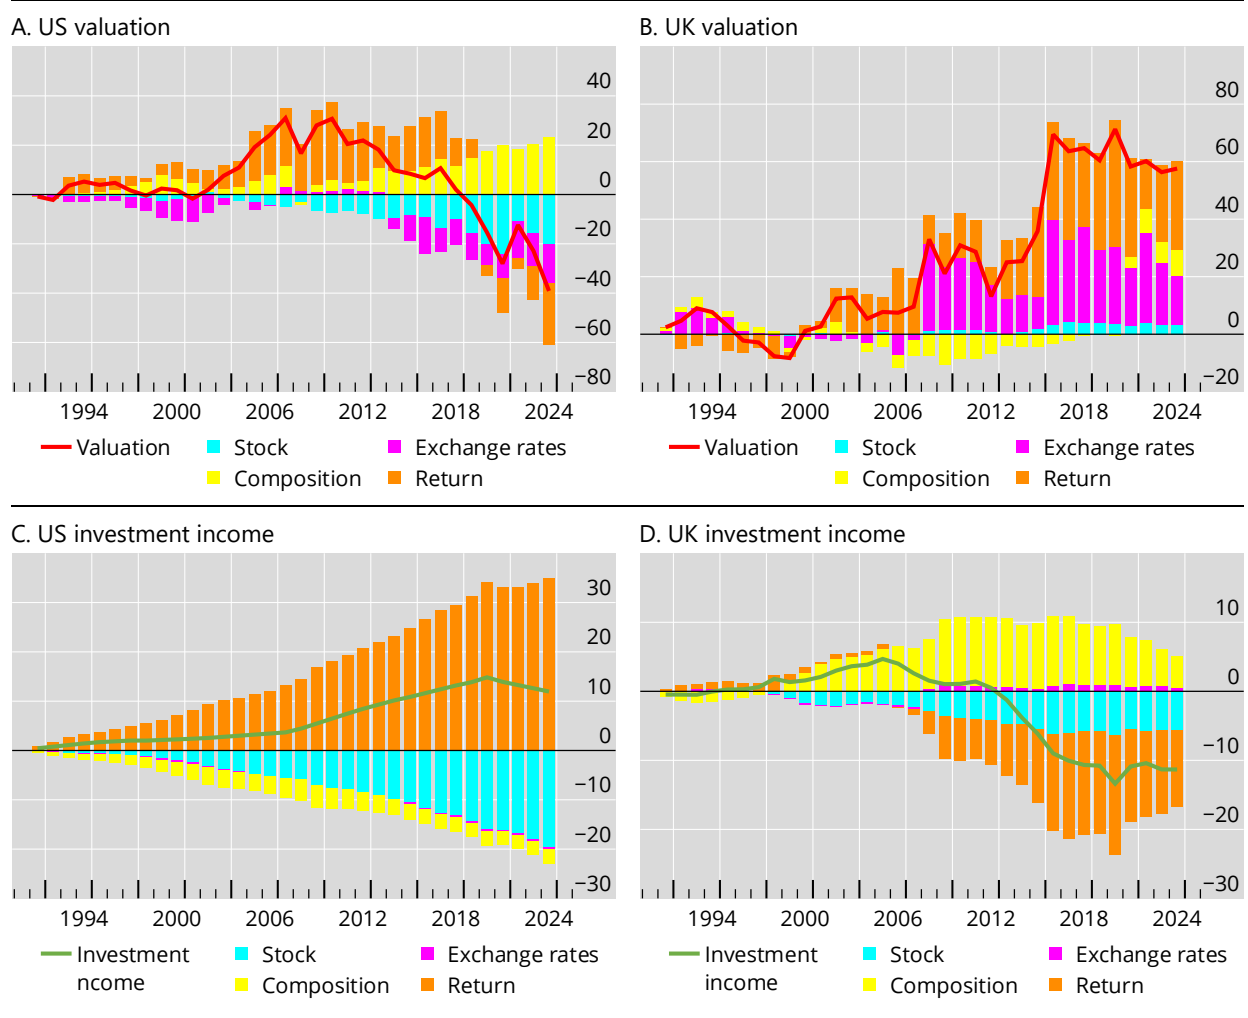 A. US valuation
40
20
0
−20
−40
−60
−80
1994 2000 2006 2012 2018 2024
Valuation Stock Exchange rates
Composition Return
B. UK valuation
80
60
40
20
0
−20
1994 2000 2006 2012 2018 2024
Valuation Stock Exchange rates
Composition Return
C. US investment income
30
20
10
0
−10
−20
−30
1994 2000 2006 2012 2018 2024
Investment Stock Exchange rates
ncome Composition Return
D. UK investment income
10
0
−10
−20
−30
1994 2000 2006 2012 2018 2024
Investment Stock Exchange rates
income Composition Return